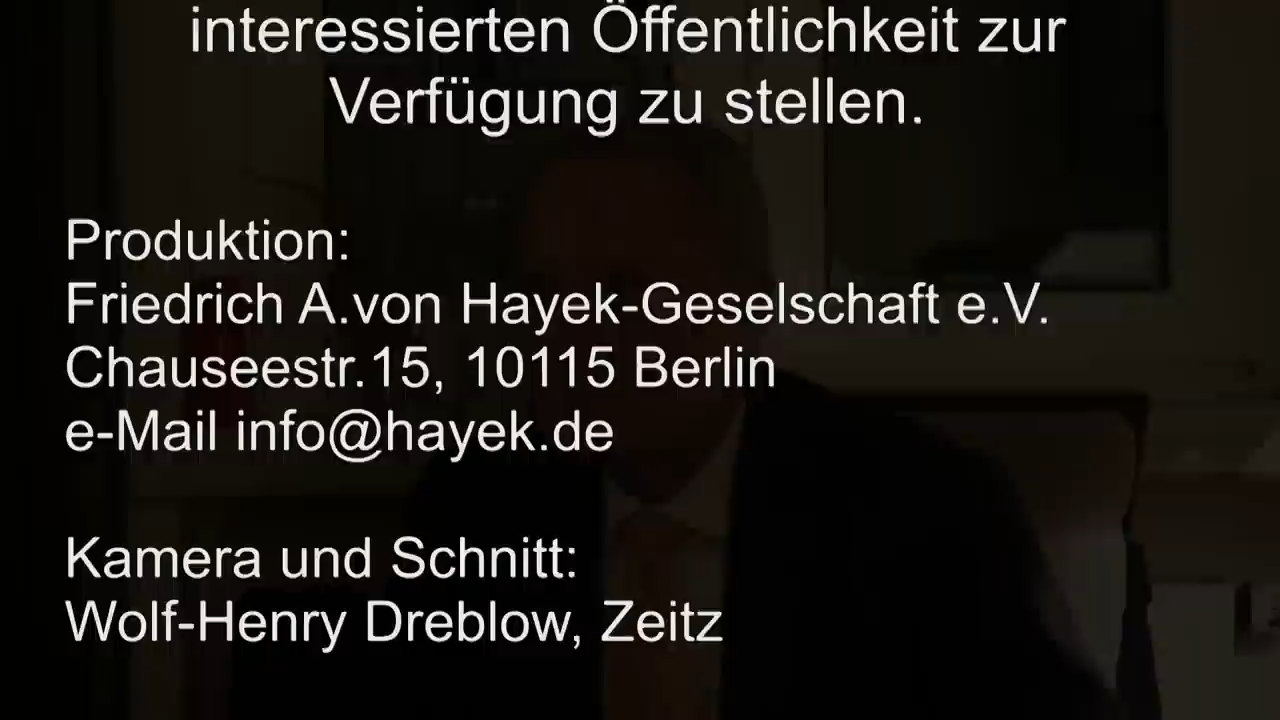 interessierten Öffentlichkeit zur
Verfügung zu stellen.
Produktion:
Friedrich A.von Hayek-Geselschaft e.V.
Chauseestr.15, 10115 Berlin
e-Mail info@hayek.de
Kamera und Schnitt:
Wolf-Henry Dreblow, Zeitz